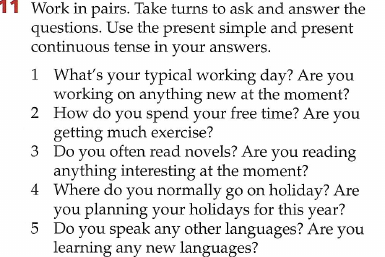 11 Work in pairs. Take turns to ask and answer the
questions. Use the present simple and present
continuous tense in your answers.
1 What's your typical working day? Are you
working on anything new at the moment?
2 How do you spend your free time? Are you
getting much exercise?
3 Do you often read novels? Are you reading
anything interesting at the moment?
4 Where do you normally go on holiday? Are
you planning your holidays for this year?
5 Do you speak any other languages? Are you
learning any new languages?